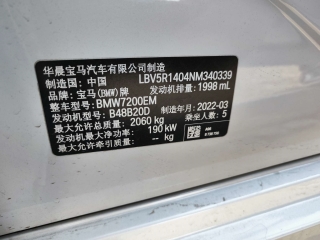 华晨宝马汽车有限公司制造
制造国: 中国 LBV5R1404NM340339
品牌: 宝马(BMW)牌 发动机排量: 1998 mL
整车型号: BMW7200EM
发动机型号: B48B20D 制造年月: 2022-03
最大允许总质量: 2060 kg 乘坐人数: 5
发动机最大净功率: 190 kW
最大允许牵引质量: -- kg